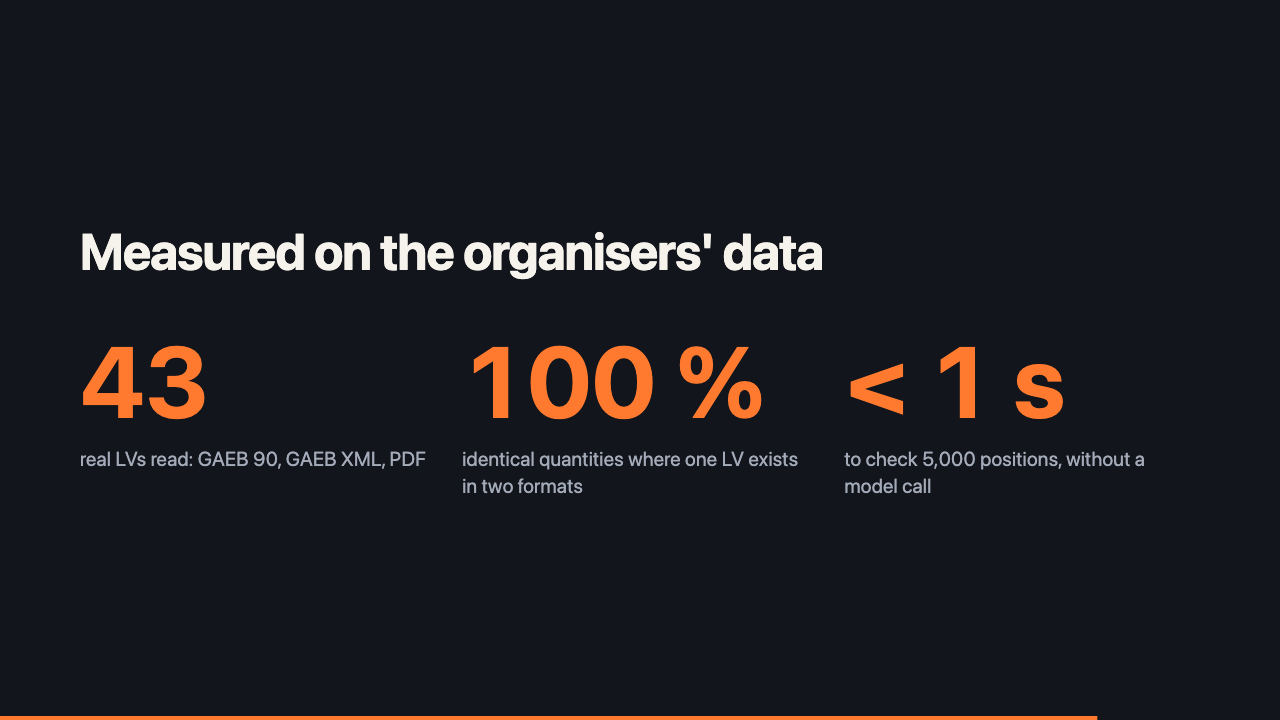 Measured on the organisers' data
43
real LVs read: GAEB 90, GAEB XML, PDF
100 %
identical quantities where one LV exists
in two formats
< 1 s
to check 5,000 positions, without a
model call